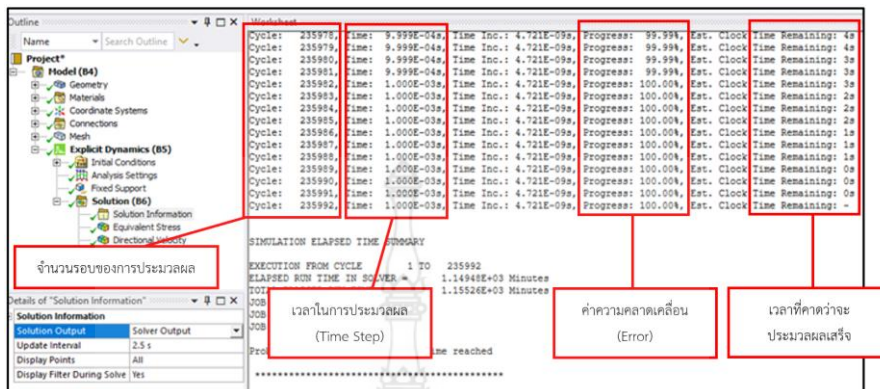 Outline
Name
Search Outline
Project*
Model (B4)
Geometry
Materials
Coordinate Systems
Connections
Mesh
Explicit Dynamics (B5)
Initial Conditions
Analysis Settings
Fixed Support
Solution (B6)
Solution Information
Equivalent Stress
Directional Velocity
จำนวนรอบของการประมวลผล
Details of "Solution Information"
Solution Information
Solution Output Solver Output
Update Interval 2.5 s
Display Points All
Display Filter During Solve Yes
Worksheet
Cycle: 235978, Time: 9.999E-04s, Time Inc.: 4.721E-09s, Progress: 99.99%, Est. Clock Time Remaining: 4s
Cycle: 235979, Time: 9.999E-04s, Time Inc.: 4.721E-09s, Progress: 99.99%, Est. Clock Time Remaining: 4s
Cycle: 235980, Time: 9.999E-04s, Time Inc.: 4.721E-09s, Progress: 99.99%, Est. Clock Time Remaining: 3s
Cycle: 235981, Time: 9.999E-04s, Time Inc.: 4.721E-09s, Progress: 99.99%, Est. Clock Time Remaining: 3s
Cycle: 235982, Time: 1.000E-03s, Time Inc.: 4.721E-09s, Progress: 100.00%, Est. Clock Time Remaining: 3s
Cycle: 235983, Time: 1.000E-03s, Time Inc.: 4.721E-09s, Progress: 100.00%, Est. Clock Time Remaining: 2s
Cycle: 235984, Time: 1.000E-03s, Time Inc.: 4.721E-09s, Progress: 100.00%, Est. Clock Time Remaining: 2s
Cycle: 235985, Time: 1.000E-03s, Time Inc.: 4.721E-09s, Progress: 100.00%, Est. Clock Time Remaining: 2s
Cycle: 235986, Time: 1.000E-03s, Time Inc.: 4.721E-09s, Progress: 100.00%, Est. Clock Time Remaining: 1s
Cycle: 235987, Time: 1.000E-03s, Time Inc.: 4.721E-09s, Progress: 100.00%, Est. Clock Time Remaining: 1s
Cycle: 235988, Time: 1.000E-03s, Time Inc.: 4.721E-09s, Progress: 100.00%, Est. Clock Time Remaining: 1s
Cycle: 235989, Time: 1.000E-03s, Time Inc.: 4.721E-09s, Progress: 100.00%, Est. Clock Time Remaining: 0s
Cycle: 235990, Time: 1.000E-03s, Time Inc.: 4.721E-09s, Progress: 100.00%, Est. Clock Time Remaining: 0s
Cycle: 235991, Time: 1.000E-03s, Time Inc.: 4.721E-09s, Progress: 100.00%, Est. Clock Time Remaining: 0s
Cycle: 235992, Time: 1.000E-03s, Time Inc.: 4.721E-09s, Progress: 100.00%, Est. Clock Time Remaining: -
SIMULATION ELAPSED TIME SUMMARY
EXECUTION FROM CYCLE 1 TO 235992
ELAPSED RUN TIME IN SOLVER = 1.14948E+03 Minutes
1.15526E+03 Minutes
JOB
JOB
JOB
me reached
********************************************
เวลาในการประมวลผล
(Time Step)
ค่าความคลาดเคลื่อน
(Error)
เวลาที่คาดว่าจะ
ประมวลผลเสร็จ